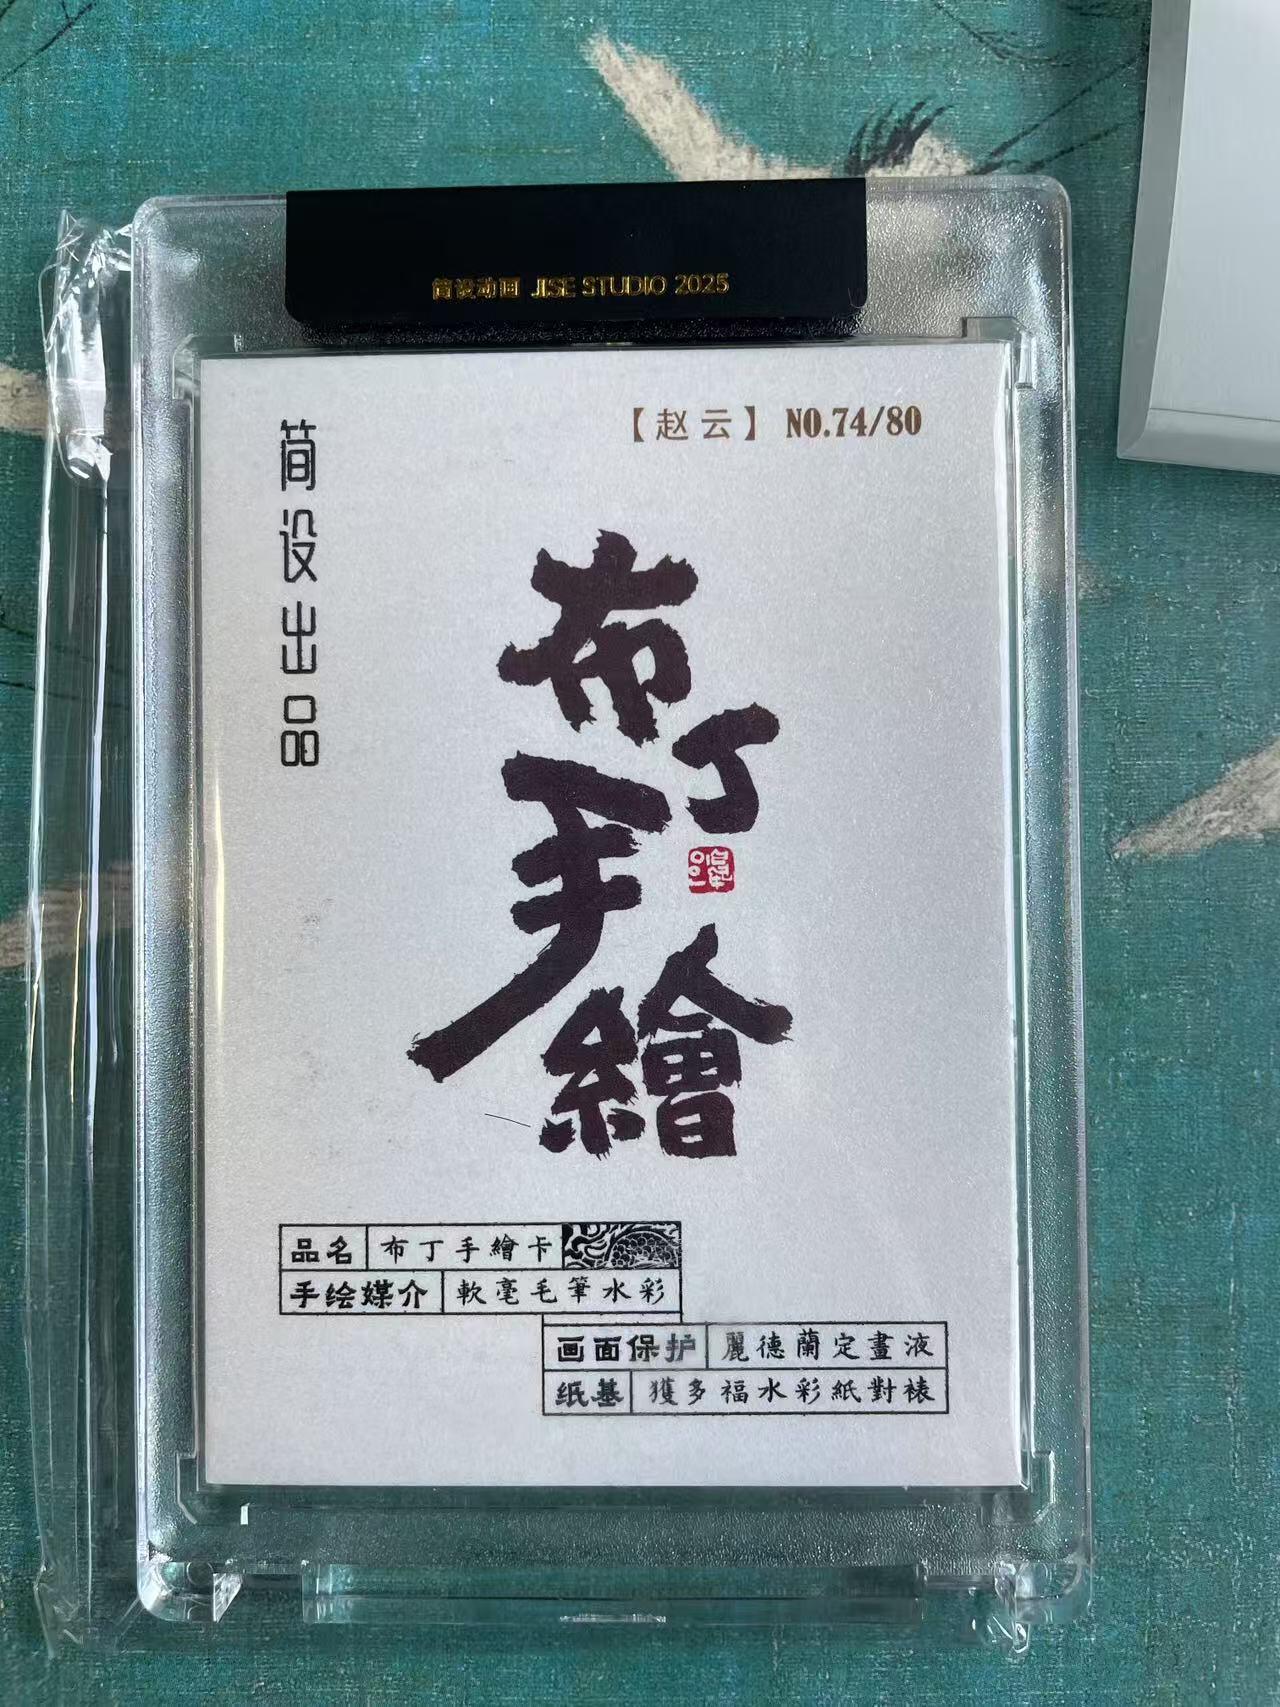 简设动画 JISE STUDIO 2025
【赵云】 NO.74/80
简设出品
布丁
手繪
品名 布丁手繪卡
手绘媒介 軟毫毛筆水彩
画面保护 麗德蘭定畫液
纸基 獲多福水彩紙對裱